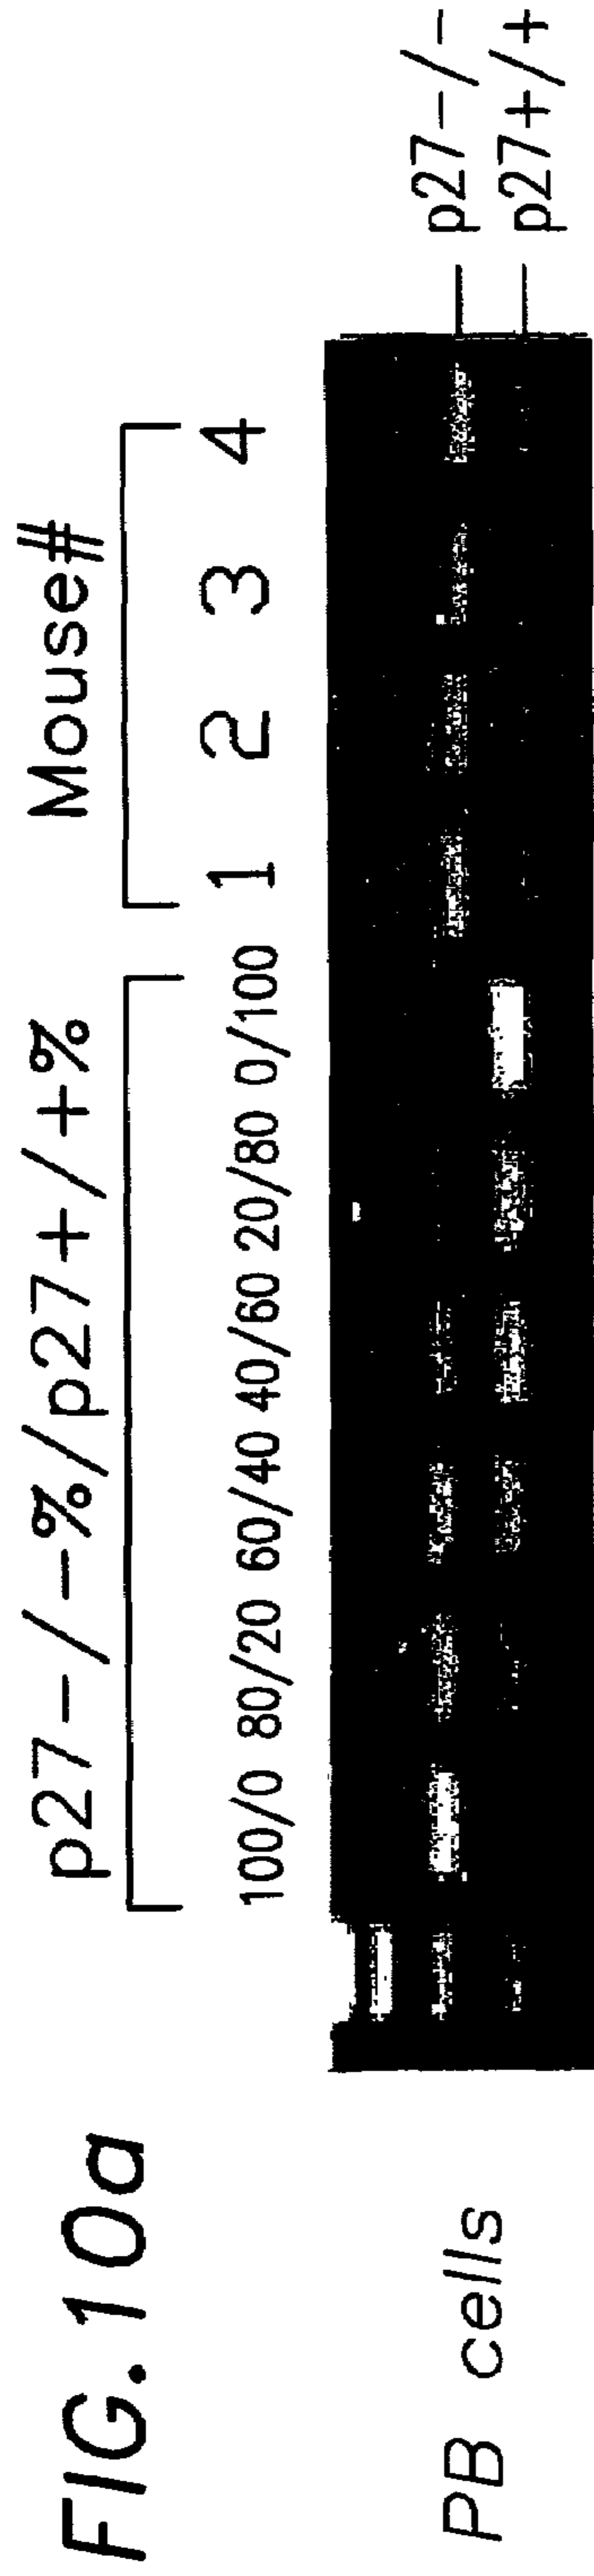 FIG.10a
p27-/-%/p27+/+% Mouse#
100/0 80/20 60/40 40/60 20/80 0/100 1 2 3 4
PB cells
p27-/-
p27+/+